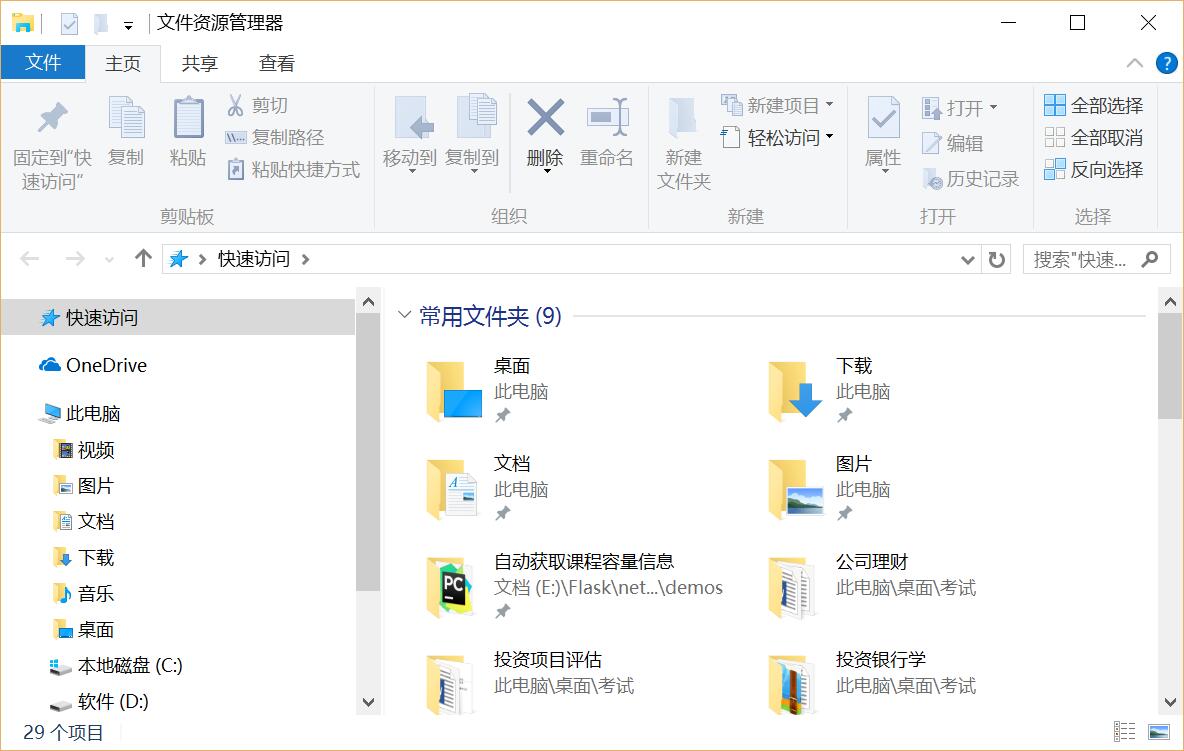 文件资源管理器
文件 主页 共享 查看
固定到“快
速访问”
复制
粘贴
剪切
复制路径
粘贴快捷方式
剪贴板
移动到
复制到
删除
重命名
组织
新建
文件夹
新建项目
轻松访问
新建
属性
打开
编辑
历史记录
打开
全部选择
全部取消
反向选择
选择
快速访问
搜索"快速...
快速访问
OneDrive
此电脑
视频
图片
文档
下载
音乐
桌面
本地磁盘 (C:)
软件 (D:)
常用文件夹 (9)
桌面
此电脑
下载
此电脑
文档
此电脑
图片
此电脑
自动获取课程容量信息
文档 (E:)\Flask\net...\demos
PC
公司理财
此电脑\桌面\考试
投资项目评估
此电脑\桌面\考试
投资银行学
此电脑\桌面\考试
29 个项目